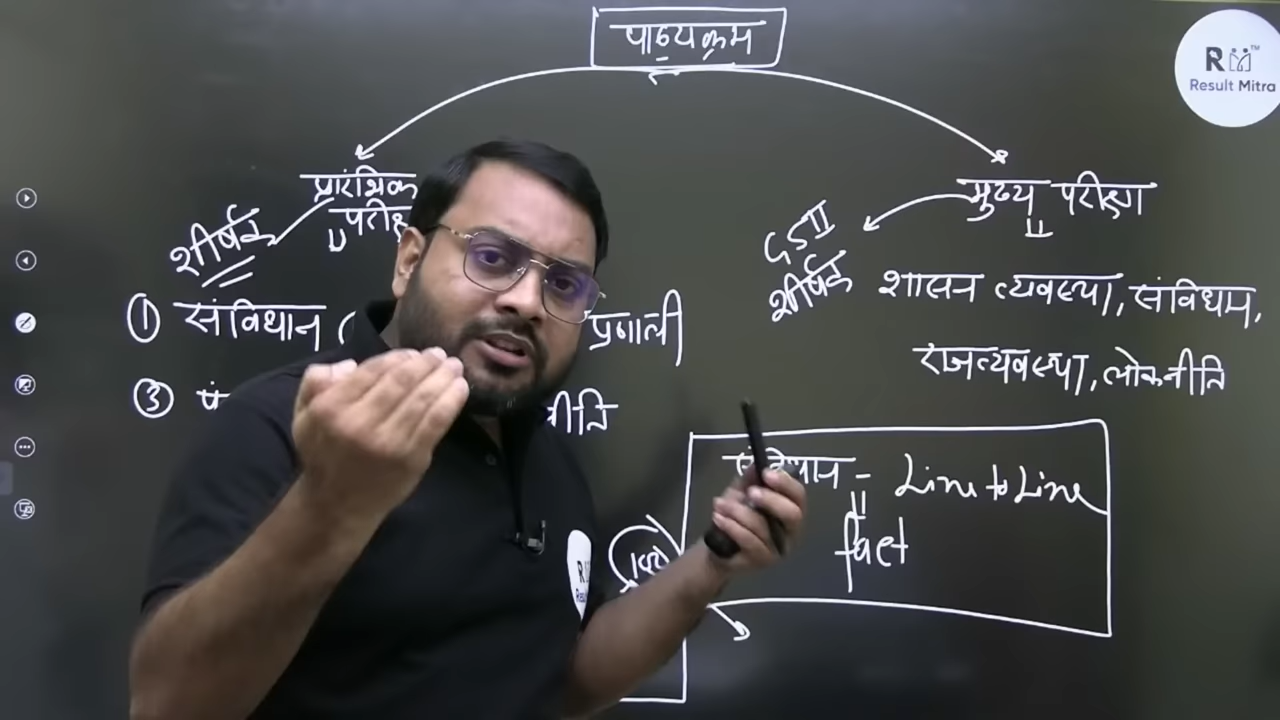 पाठ्यक्रम
R
Result Mitra
प्रारंभिक
मुख्य परीक्षा
शीर्षक
GS II
शीर्षक
① संविधान
प्रणाली
शासन व्यवस्था, संविधान,
राजव्यवस्था, लोकनीति
③
संविधान - Line to Line
fact
R